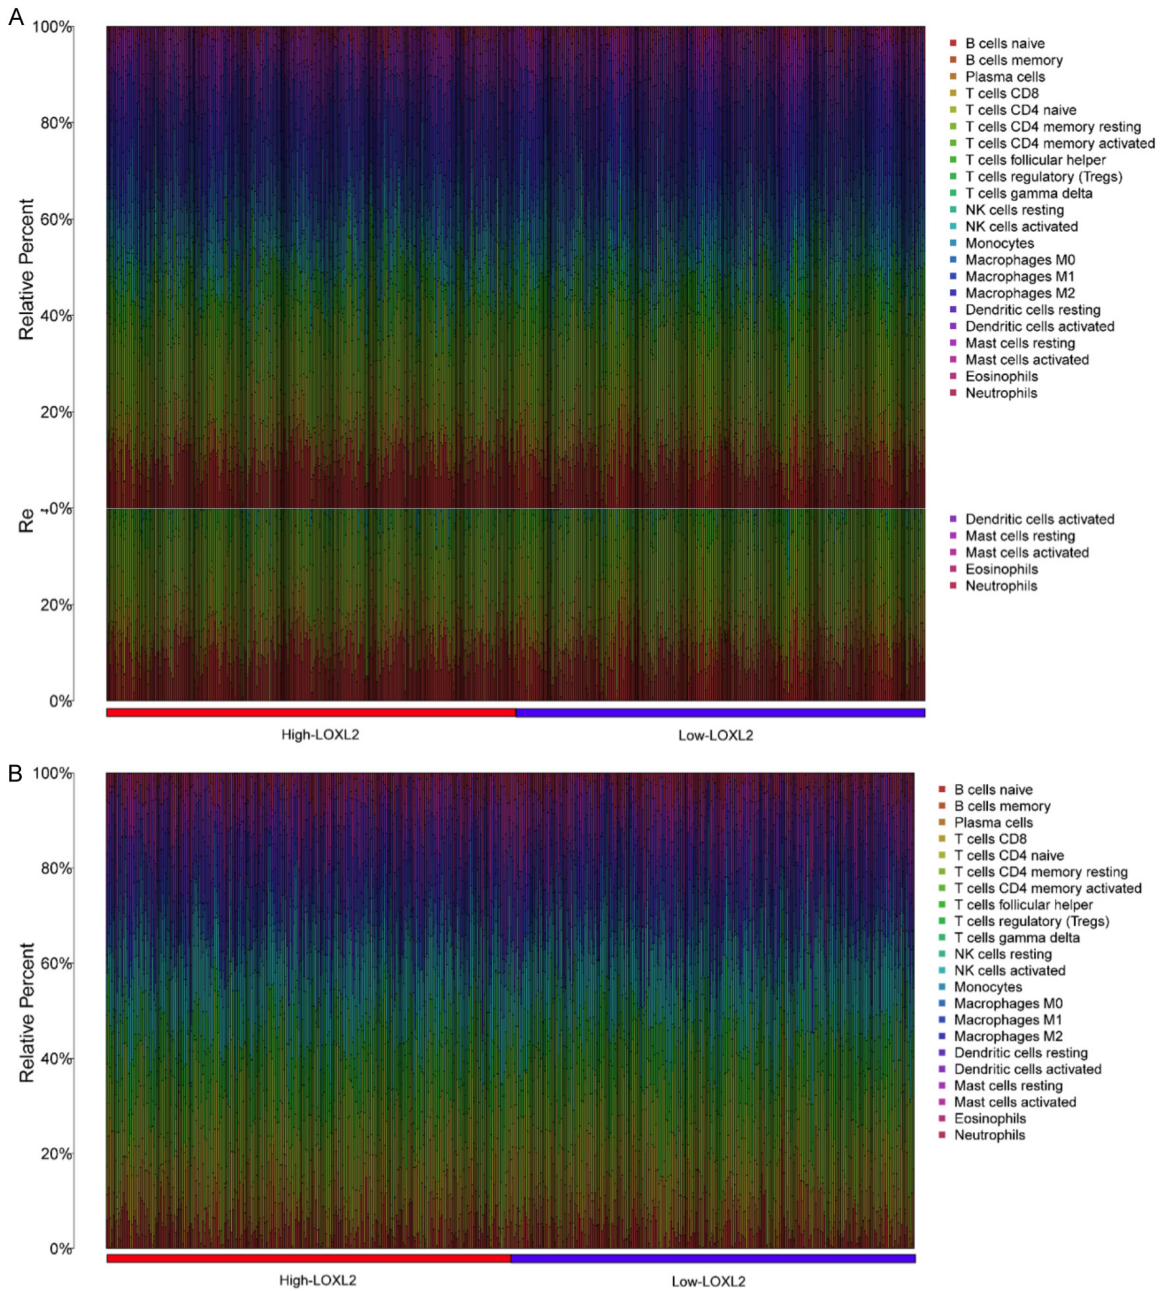 A
100%
80%
60%
40%
20%
0%
Relative Percent
B cells naive
B cells memory
Plasma cells
T cells CD8
T cells CD4 naive
T cells CD4 memory resting
T cells CD4 memory activated
T cells follicular helper
T cells regulatory (Tregs)
T cells gamma delta
NK cells resting
NK cells activated
Monocytes
Macrophages M0
Macrophages M1
Macrophages M2
Dendritic cells resting
Dendritic cells activated
Mast cells resting
Mast cells activated
Eosinophils
Neutrophils
Re
20%
0%
Dendritic cells activated
Mast cells resting
Mast cells activated
Eosinophils
Neutrophils
High-LOXL2
Low-LOXL2
B
100%
80%
60%
40%
20%
0%
Relative Percent
B cells naive
B cells memory
Plasma cells
T cells CD8
T cells CD4 naive
T cells CD4 memory resting
T cells CD4 memory activated
T cells follicular helper
T cells regulatory (Tregs)
T cells gamma delta
NK cells resting
NK cells activated
Monocytes
Macrophages M0
Macrophages M1
Macrophages M2
Dendritic cells resting
Dendritic cells activated
Mast cells resting
Mast cells activated
Eosinophils
Neutrophils
High-LOXL2
Low-LOXL2